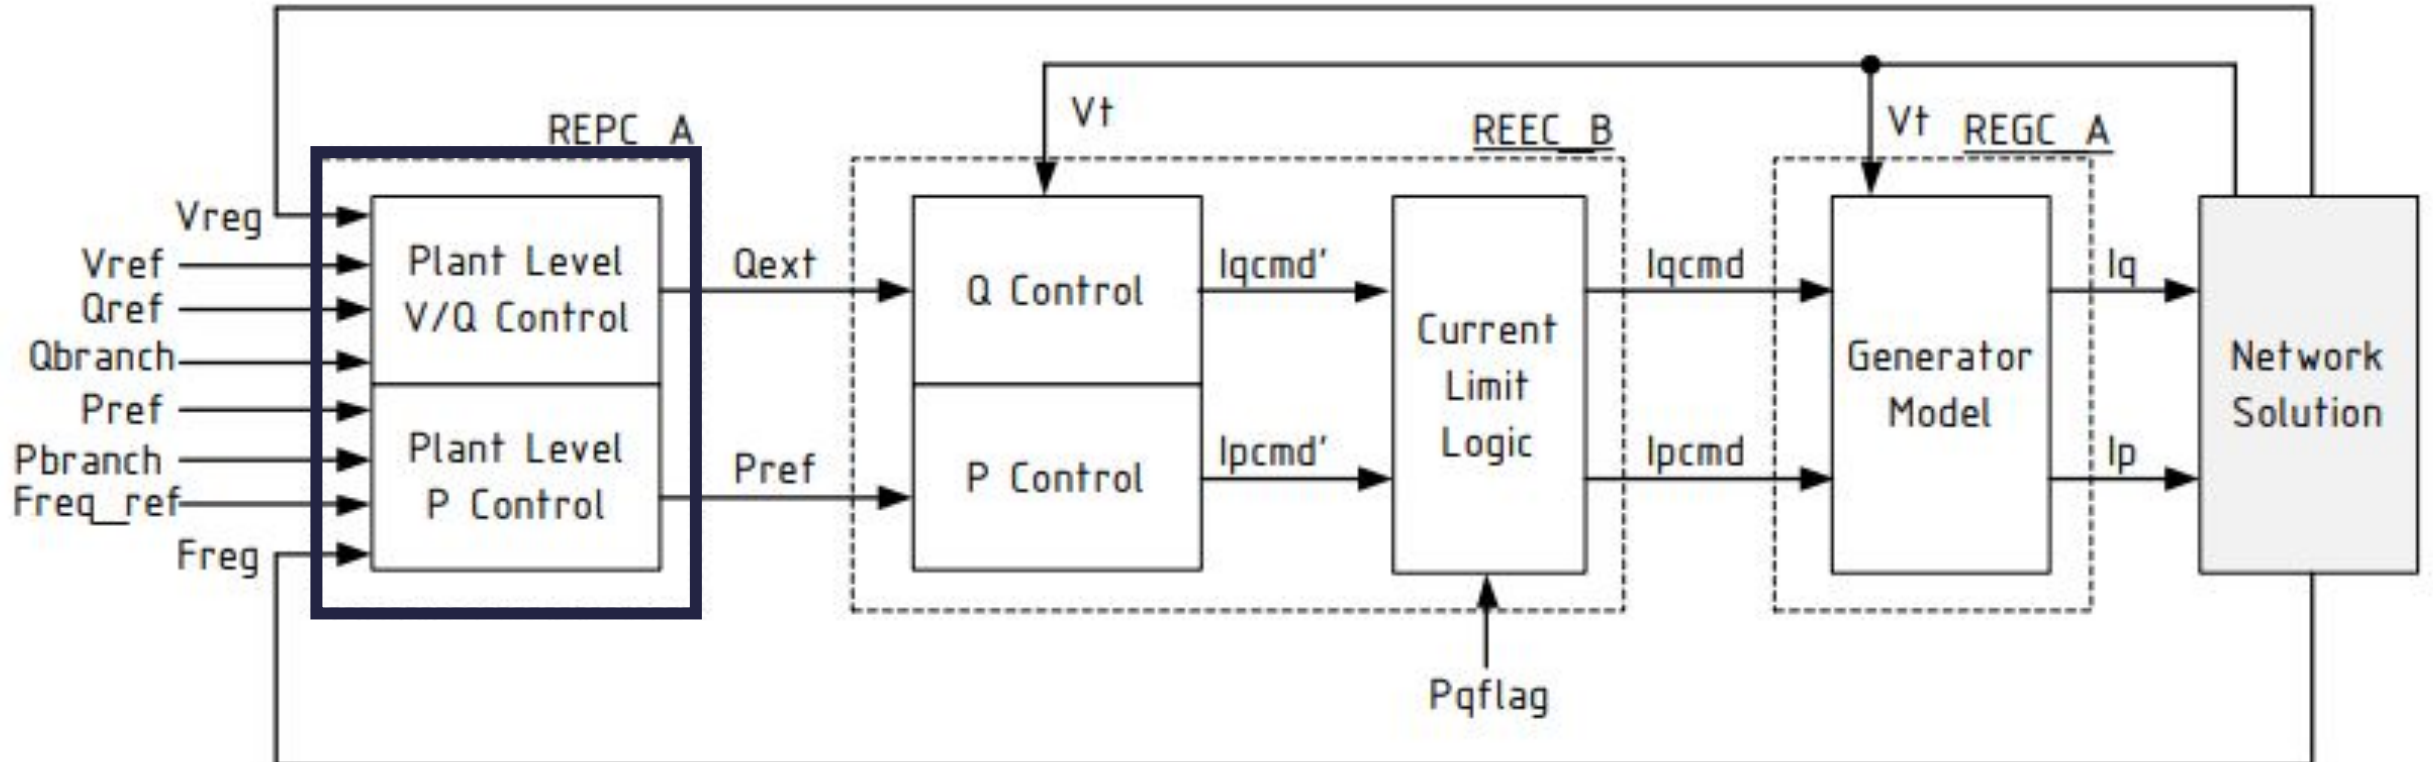 Vt
Vt
REPC_A
REEC_B
REGC_A
Vreg
Vref
Qref
Qbranch
Pref
Pbranch
Freq_ref
Freg
Plant Level
V/Q Control
Plant Level
P Control
Qext
Pref
Q Control
P Control
Iqcmd'
Ipcmd'
Current
Limit
Logic
Pqflag
Iqcmd
Ipcmd
Generator
Model
Iq
Ip
Network
Solution